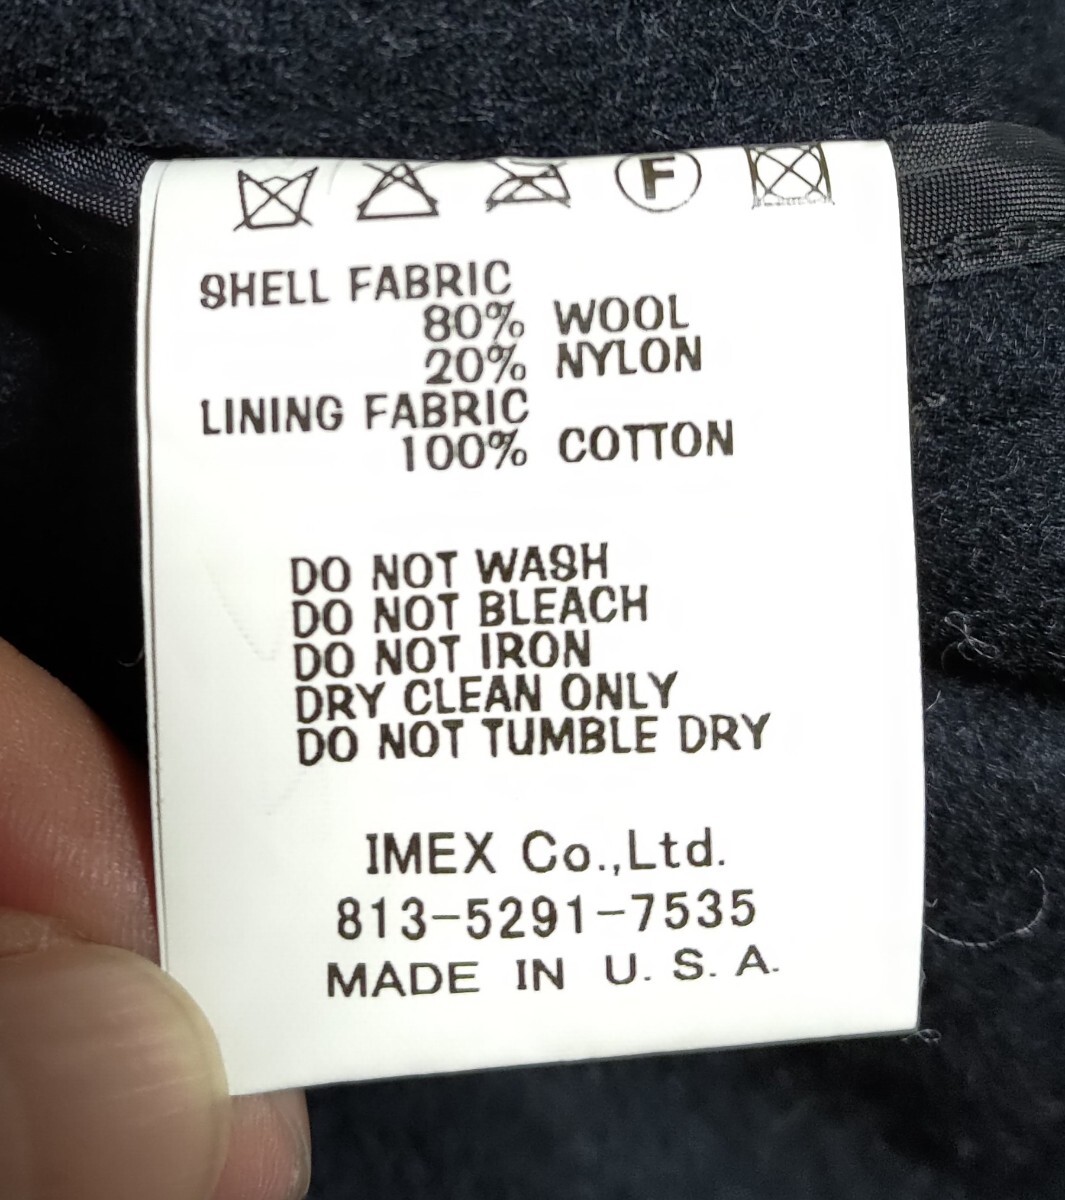 F
SHELL FABRIC
80% WOOL
20% NYLON
LINING FABRIC
100% COTTON
DO NOT WASH
DO NOT BLEACH
DO NOT IRON
DRY CLEAN ONLY
DO NOT TUMBLE DRY
IMEX Co.,Ltd.
813-5291-7535
MADE IN U. S. A.